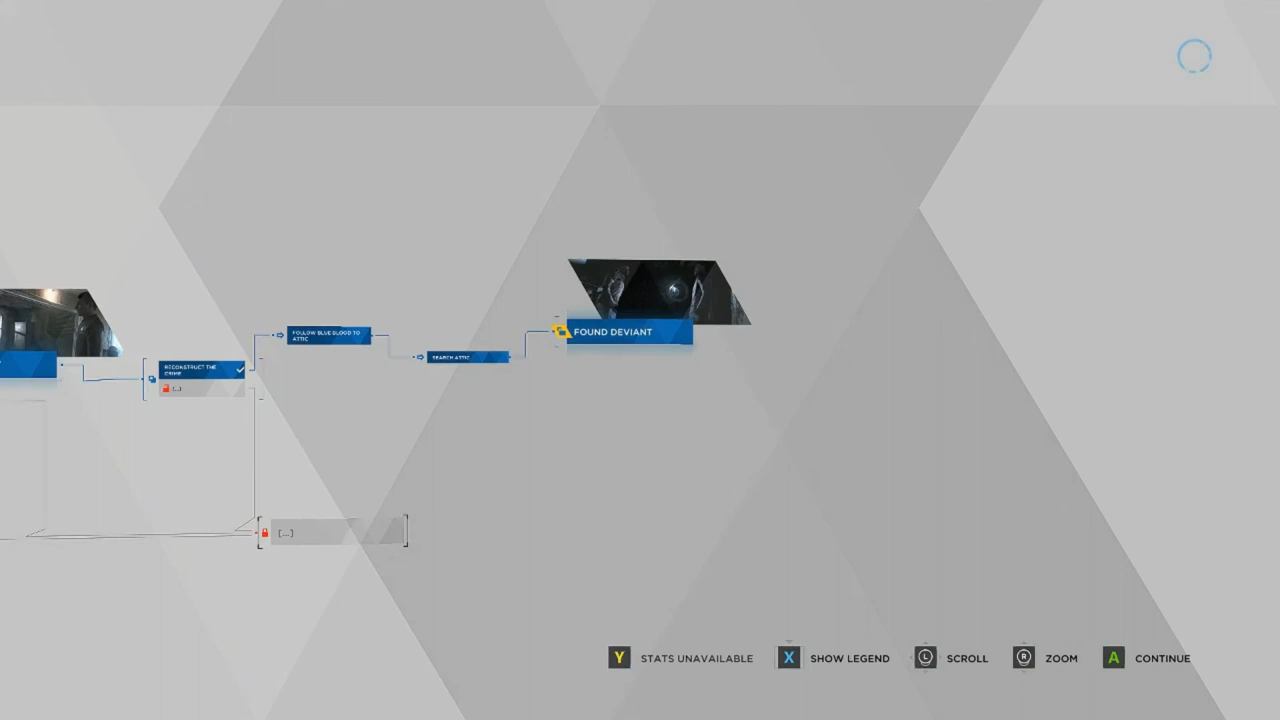 FOLLOW BLUE BLOOD TO
ATTIC
FOUND DEVIANT
SEARCH ATTIC
RECONSTRUCT THE
CRIME
[...]
[...]
Y STATS UNAVAILABLE
X SHOW LEGEND
L SCROLL
R ZOOM
A CONTINUE